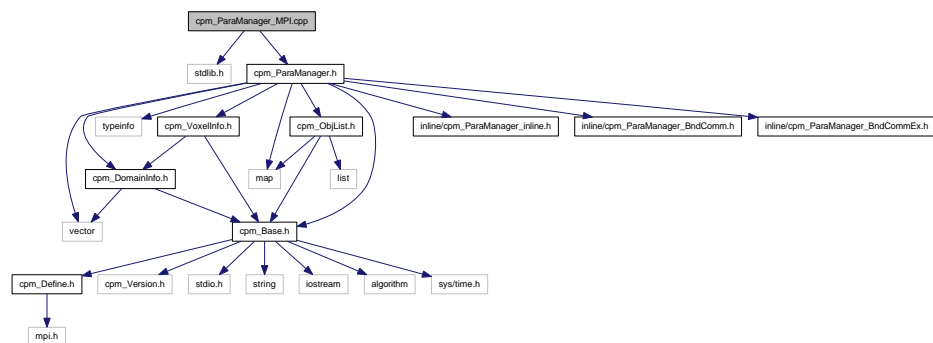 cpm_ParaManager_MPI.cpp
stdlib.h
cpm_ParaManager.h
typeinfo
cpm_VoxelInfo.h
cpm_ObjList.h
inline/cpm_ParaManager_inline.h
inline/cpm_ParaManager_BndComm.h
inline/cpm_ParaManager_BndCommEx.h
cpm_DomainInfo.h
map
list
vector
cpm_Base.h
cpm_Define.h
cpm_Version.h
stdio.h
string
iostream
algorithm
sys/time.h
mpi.h